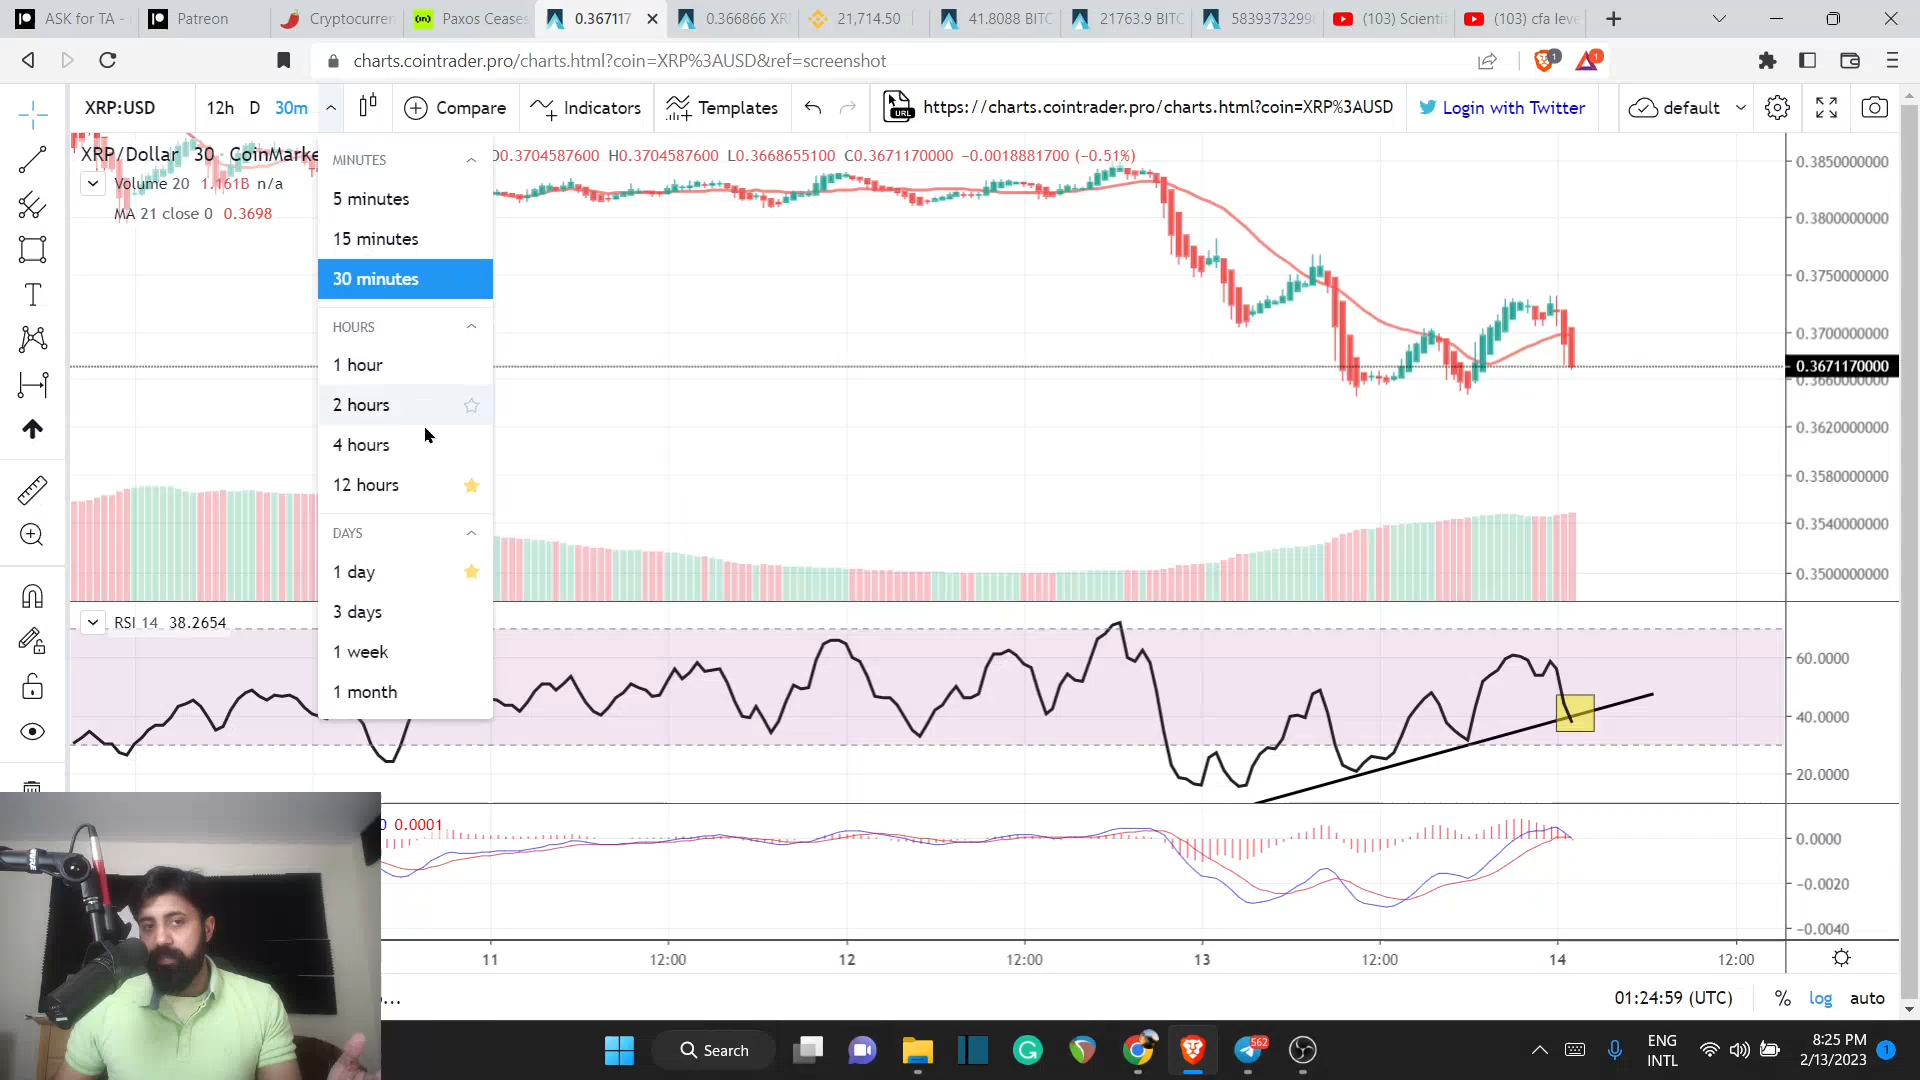 ASK for TA -
Patreon
Cryptocurren
Paxos Cease
0.367117
0.366866 XR
21,714.50
41.8088 BITC
21763.9 BITC
5839373299
(103) Scienti
(103) cfa leve
charts.cointrader.pro/charts.html?coin=XRP%3AUSD&ref=screenshot
XRP:USD
12h
D
30m
Compare
Indicators
Templates
URL
https://charts.cointrader.pro/charts.html?coin=XRP%3AUSD
Login with Twitter
default
XRP/Dollar 30 CoinMarke
O0.3704587600 H0.3704587600 L0.3668655100 C0.3671170000 −0.0018881700 (−0.51%)
Volume 20 1.161B n/a
MA 21 close 0 0.3698
MINUTES
5 minutes
15 minutes
30 minutes
HOURS
1 hour
2 hours
4 hours
12 hours
DAYS
1 day
3 days
1 week
1 month
0.3850000000
0.3800000000
0.3750000000
0.3700000000
0.3671170000
0.3660000000
0.3620000000
0.3580000000
0.3540000000
0.3500000000
RSI 14 38.2654
60.0000
40.0000
20.0000
0 0.0001
0.0000
−0.0020
−0.0040
11
12:00
12
12:00
13
12:00
14
12:00
...
01:24:59 (UTC)
%
log
auto
Search
562
ENG
INTL
8:25 PM
2/13/2023
1